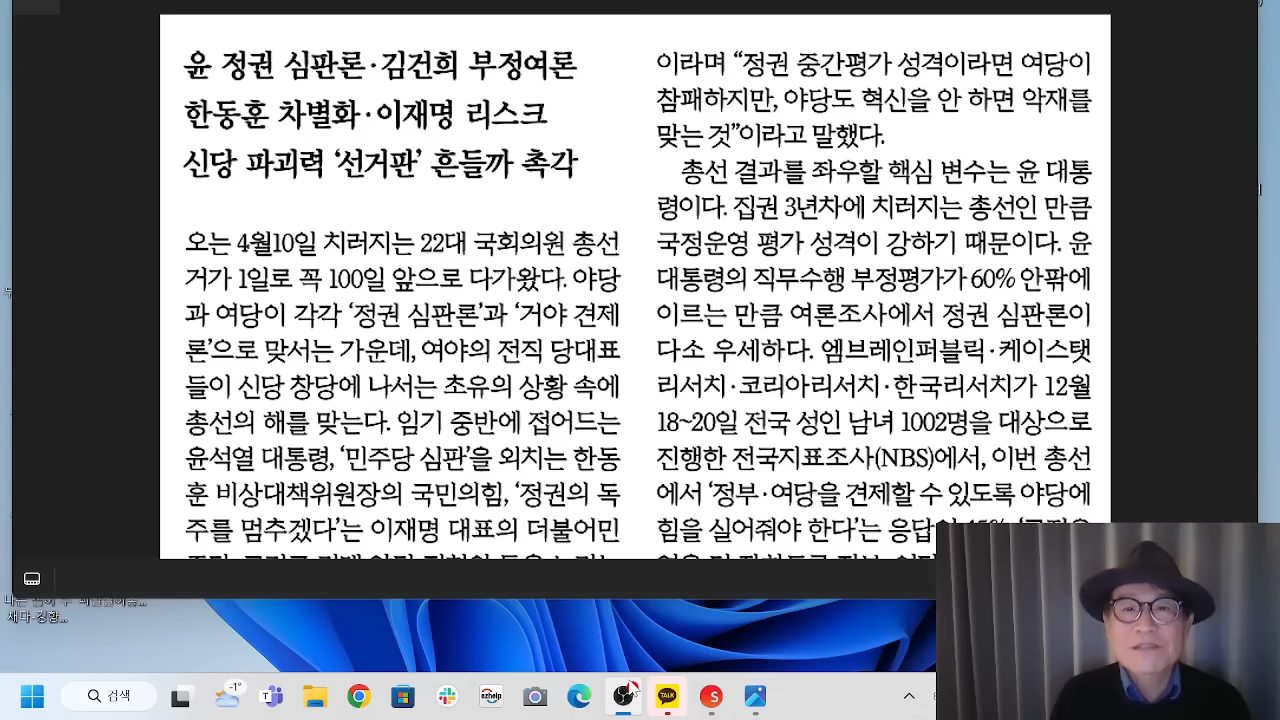 윤 정권 심판론·김건희 부정여론
한동훈 차별화·이재명 리스크
신당 파괴력 ‘선거판’ 흔들까 촉각
오는 4월10일 치러지는 22대 국회의원 총선
거가 1일로 꼭 100일 앞으로 다가왔다. 야당
과 여당이 각각 ‘정권 심판론’과 ‘거야 견제
론’으로 맞서는 가운데, 여야의 전직 당대표
들이 신당 창당에 나서는 초유의 상황 속에
총선의 해를 맞는다. 임기 중반에 접어드는
윤석열 대통령, ‘민주당 심판’을 외치는 한동
훈 비상대책위원장의 국민의힘, ‘정권의 독
주를 멈추겠다’는 이재명 대표의 더불어민
이라며 “정권 중간평가 성격이라면 여당이
참패하지만, 야당도 혁신을 안 하면 악재를
맞는 것”이라고 말했다.
총선 결과를 좌우할 핵심 변수는 윤 대통
령이다. 집권 3년차에 치러지는 총선인 만큼
국정운영 평가 성격이 강하기 때문이다. 윤
대통령의 직무수행 부정평가가 60% 안팎에
이르는 만큼 여론조사에서 정권 심판론이
다소 우세하다. 엠브레인퍼블릭·케이스탯
리서치·코리아리서치·한국리서치가 12월
18~20일 전국 성인 남녀 1002명을 대상으로
진행한 전국지표조사(NBS)에서, 이번 총선
에서 ‘정부·여당을 견제할 수 있도록 야당에
힘을 실어줘야 한다’는 응답
채다-경향...
검색
-1°
ezhelp
TALK
S